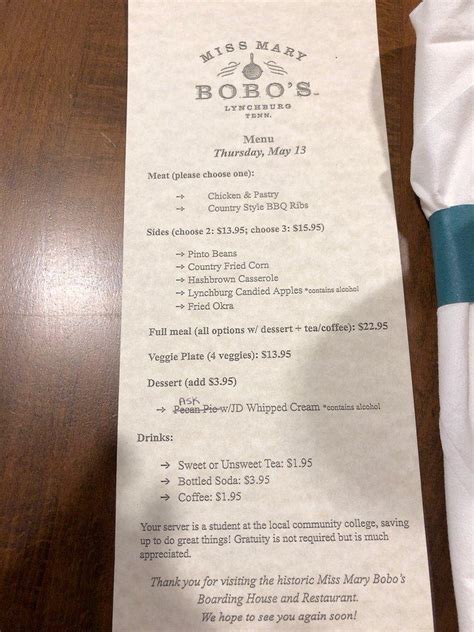 MISS MARY
BOBO'S
LYNCHBURG
TENN.
Menu
Thursday, May 13
Meat (please choose one):
→ Chicken & Pastry
→ Country Style BBQ Ribs
Sides (choose 2: $13.95; choose 3: $15.95)
→ Pinto Beans
→ Country Fried Corn
→ Hashbrown Casserole
→ Lynchburg Candied Apples *contains alcohol
→ Fried Okra
Full meal (all options w/ dessert + tea/coffee): $22.95
Veggie Plate (4 veggies): $13.95
Dessert (add $3.95)
ASK
→ Pecan Pie w/JD Whipped Cream *contains alcohol
Drinks:
→ Sweet or Unsweet Tea: $1.95
→ Bottled Soda: $3.95
→ Coffee: $1.95
Your server is a student at the local community college, saving
up to do great things! Gratuity is not required but is much
appreciated.
Thank you for visiting the historic Miss Mary Bobo's
Boarding House and Restaurant.
We hope to see you again soon!